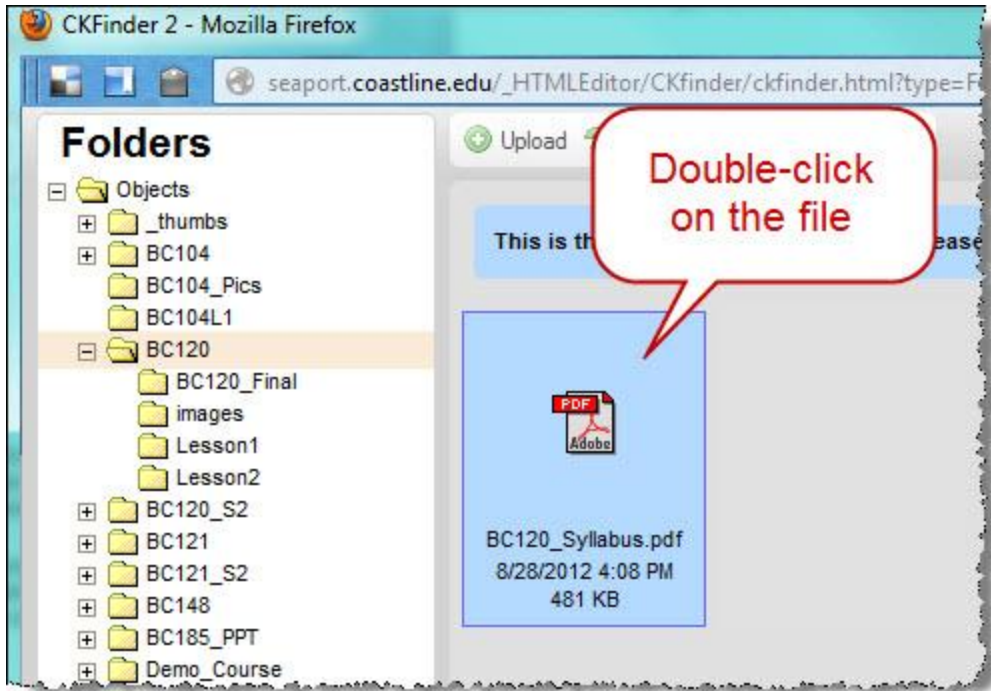 CKFinder 2 - Mozilla Firefox
seaport.coastline.edu/_HTMLEditor/CKfinder/ckfinder.html?type=F
Folders
Objects
_thumbs
BC104
BC104_Pics
BC104L1
BC120
BC120_Final
images
Lesson1
Lesson2
BC120_S2
BC121
BC121_S2
BC148
BC185_PPT
Demo_Course
Upload
Double-click
on the file
This is
PDF
Adobe
BC120_Syllabus.pdf
8/28/2012 4:08 PM
481 KB